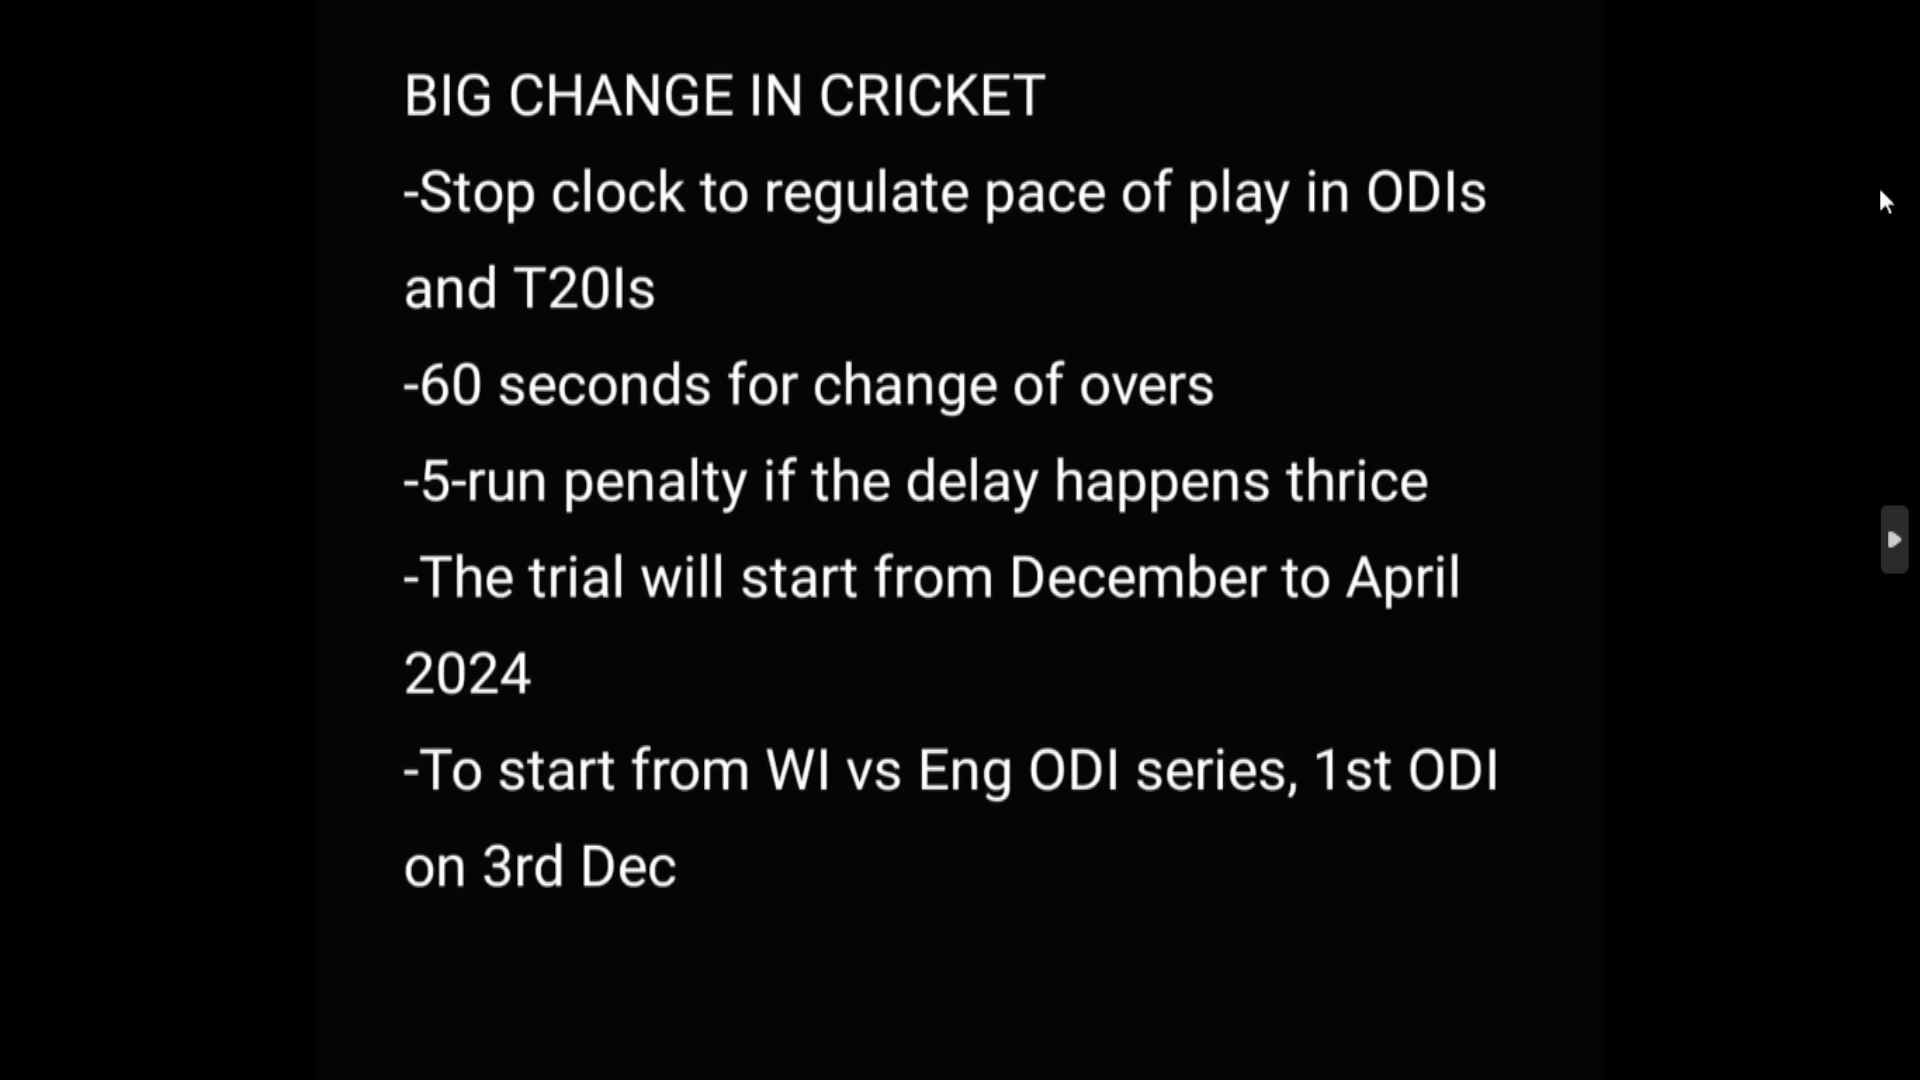 BIG CHANGE IN CRICKET
-Stop clock to regulate pace of play in ODIs
and T20Is
-60 seconds for change of overs
-5-run penalty if the delay happens thrice
-The trial will start from December to April
2024
-To start from WI vs Eng ODI series, 1st ODI
on 3rd Dec